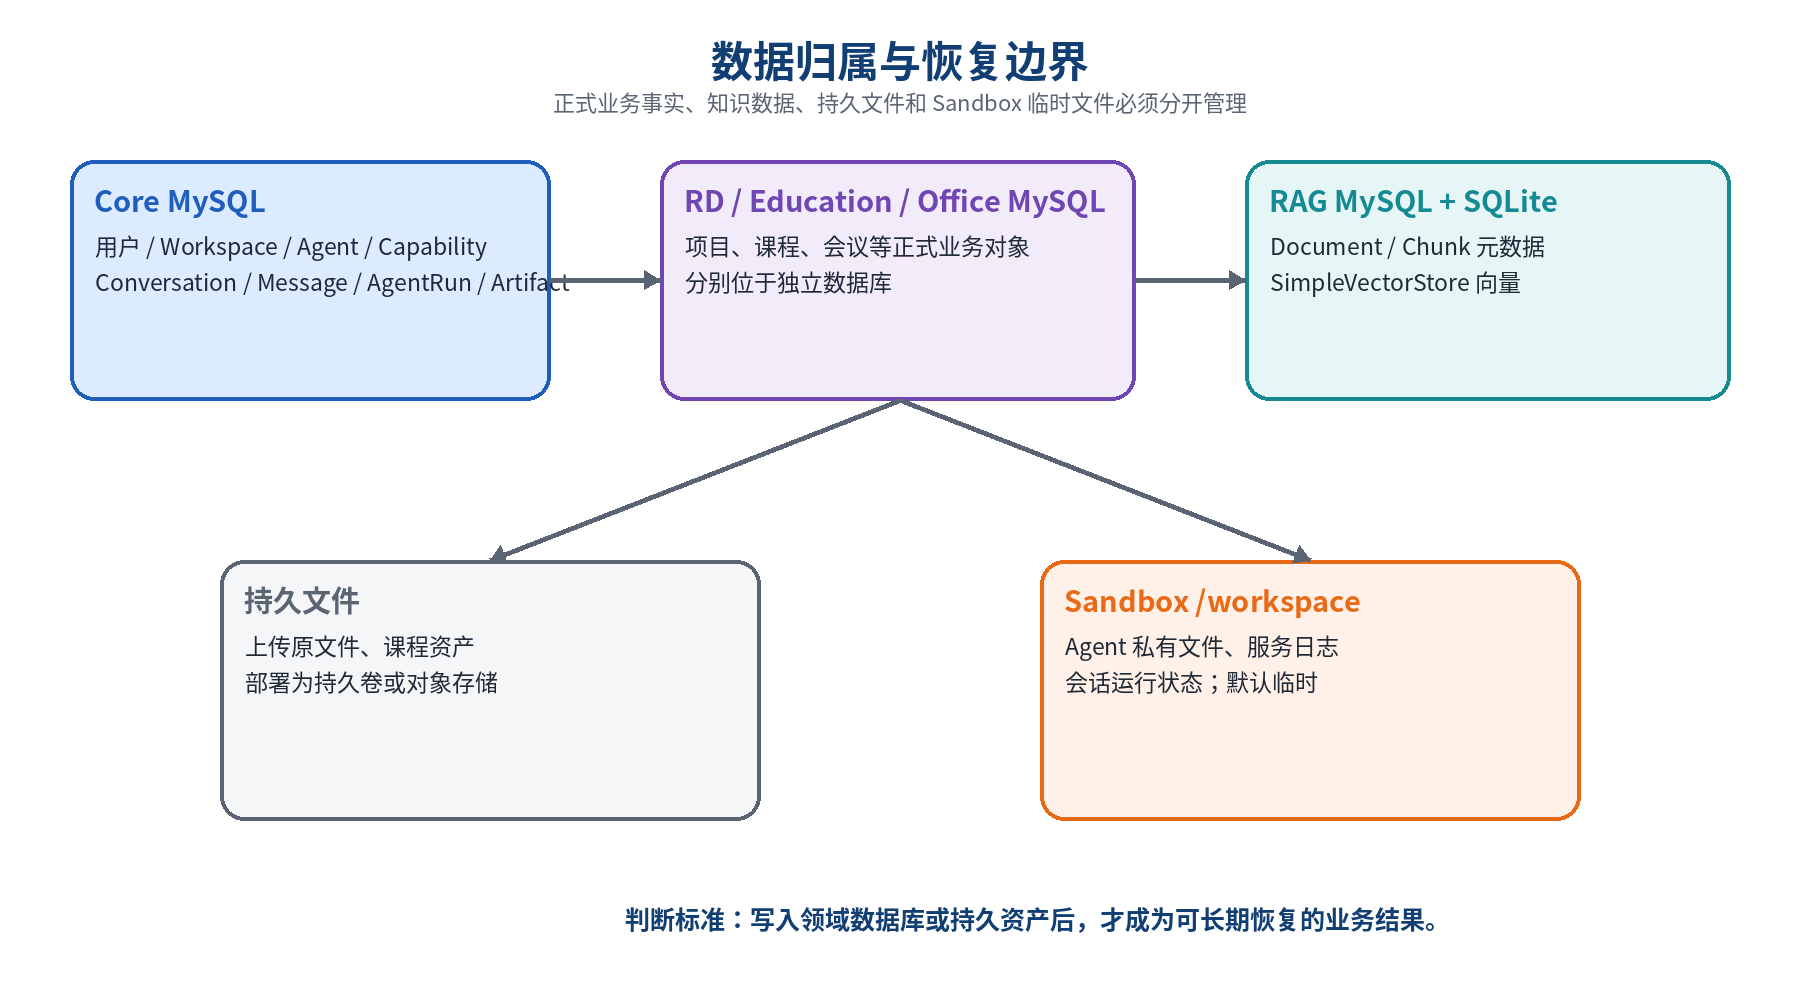 数据归属与恢复边界
正式业务事实、知识数据、持久文件和 Sandbox 临时文件必须分开管理
Core MySQL
用户 / Workspace / Agent / Capability
Conversation / Message / AgentRun / Artifact
RD / Education / Office MySQL
项目、课程、会议等正式业务对象
分别位于独立数据库
RAG MySQL + SQLite
Document / Chunk 元数据
SimpleVectorStore 向量
持久文件
上传原文件、课程资产
部署为持久卷或对象存储
Sandbox /workspace
Agent 私有文件、服务日志
会话运行状态；默认临时
判断标准：写入领域数据库或持久资产后，才成为可长期恢复的业务结果。